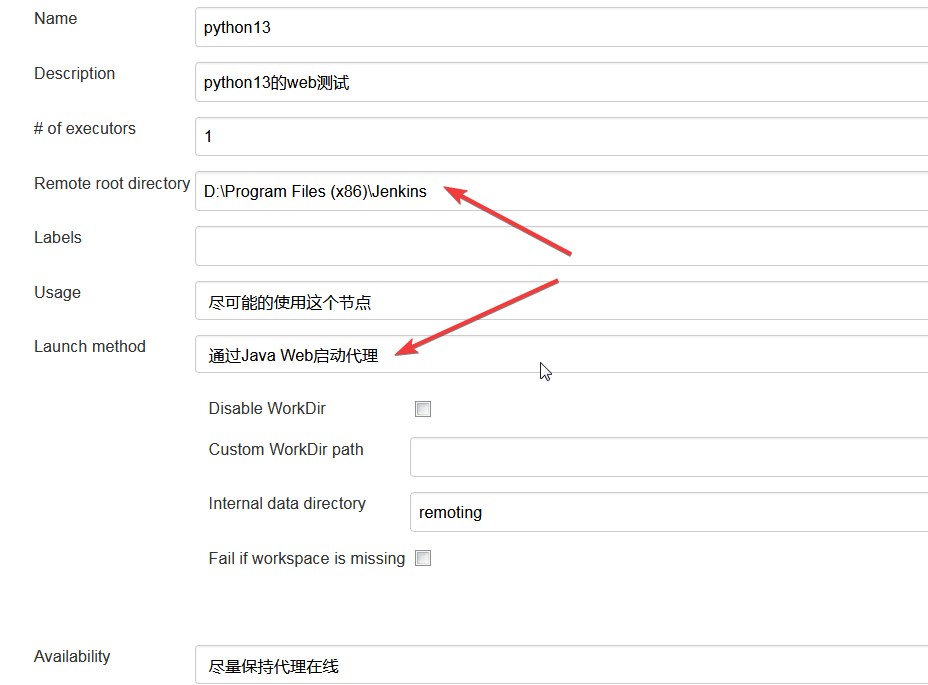 Name
python13
Description
python13的web测试
# of executors
1
Remote root directory
D:\Program Files (x86)\Jenkins
Labels
Usage
尽可能的使用这个节点
Launch method
通过Java Web启动代理
Disable WorkDir
Custom WorkDir path
Internal data directory
remoting
Fail if workspace is missing
Availability
尽量保持代理在线